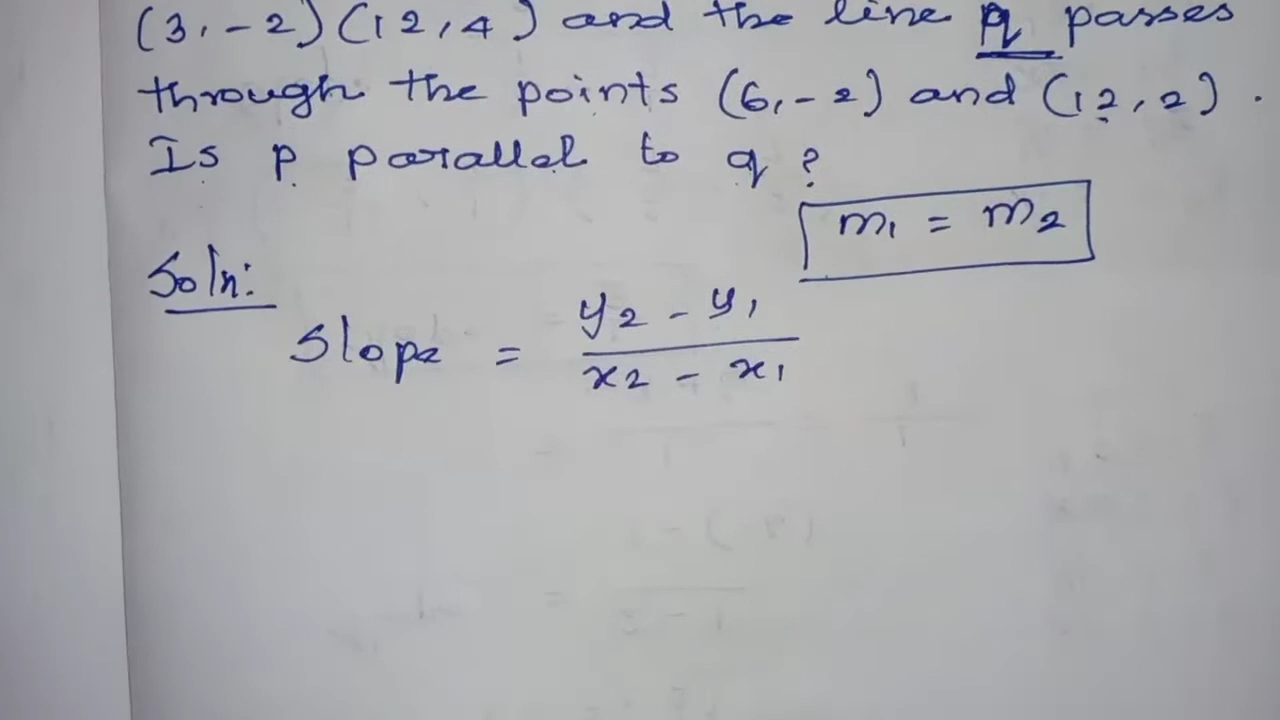 (3, -2) (12, 4) and the line q passes
through the points (6, -2) and (12, 2).
Is p parallel to q?
m1 = m2
Soln:
Slope = y2 - y1 / x2 - x1